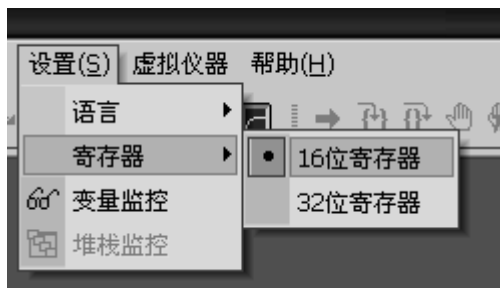 设置(S) 虚拟仪器 帮助(H)
语言
寄存器
16位寄存器
变量监控
32位寄存器
堆栈监控